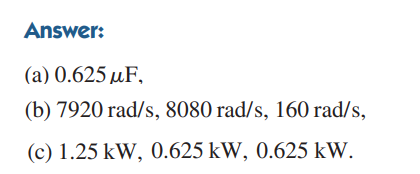 Answer:
(a) 0.625 μF,
(b) 7920 rad/s, 8080 rad/s, 160 rad/s,
(c) 1.25 kW, 0.625 kW, 0.625 kW.